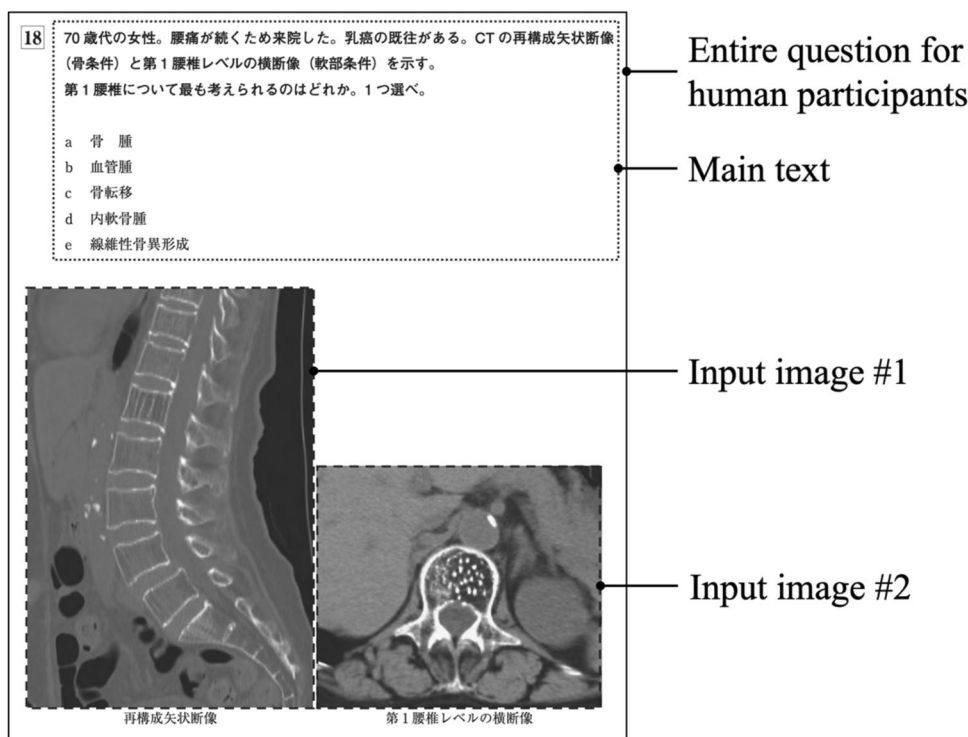 18
70歳代の女性。腰痛が続くため来院した。乳癌の既往がある。CTの再構成矢状断像
（骨条件）と第1腰椎レベルの横断像（軟部条件）を示す。
第1腰椎について最も考えられるのはどれか。1つ選べ。
a 骨　腫
b 血管腫
c 骨転移
d 内軟骨腫
e 線維性骨異形成
再構成矢状断像
第1腰椎レベルの横断像
Entire question for
human participants
Main text
Input image #1
Input image #2